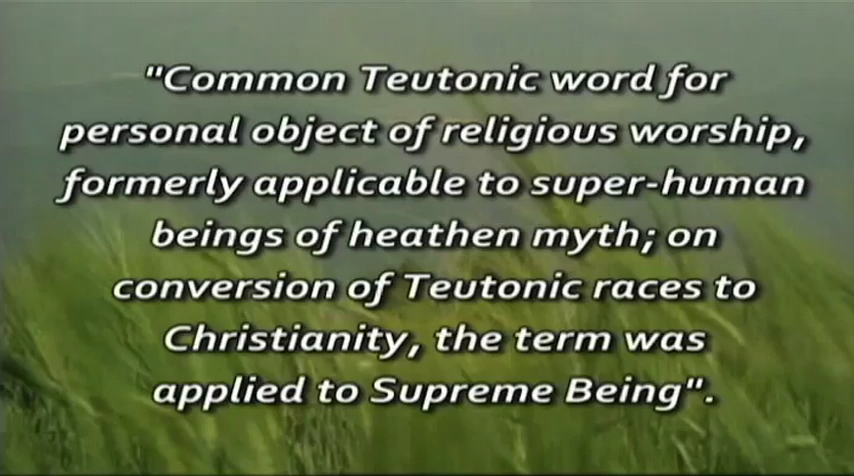 "Common Teutonic word for
personal object of religious worship,
formerly applicable to super-human
beings of heathen myth; on
conversion of Teutonic races to
Christianity, the term was
applied to Supreme Being".